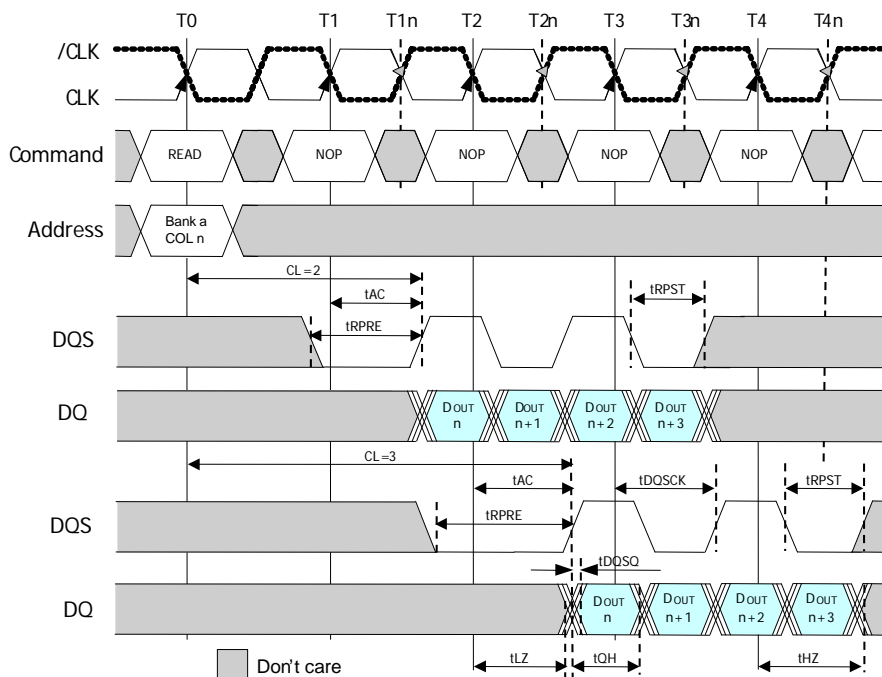 T0 T1 T1n T2 T2n T3 T3n T4 T4n
/CLK
CLK
Command READ NOP NOP NOP NOP
Address Bank a
COL n
CL=2
tAC tRPST
tRPRE
DQS
DQ DOUT DOUT DOUT DOUT
n n+1 n+2 n+3
CL=3
tAC tDQSCK tRPST
tRPRE
DQS
tDQSQ
DQ DOUT DOUT DOUT DOUT
n n+1 n+2 n+3
tLZ tQH tHZ
Don't care